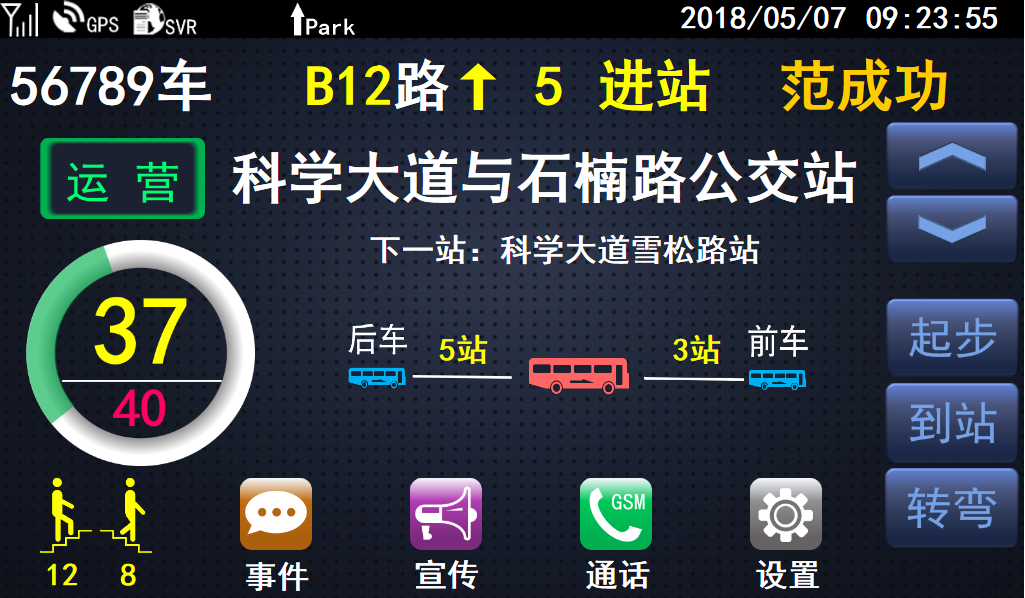 GPS SVR Park 2018/05/07 09:23:55
56789车 B12路 5 进站 范成功
运营 科学大道与石楠路公交站
下一站：科学大道雪松路站
37
40
后车 5站 3站 前车
起步
到站
转弯
GSM
12 8
事件 宣传 通话 设置